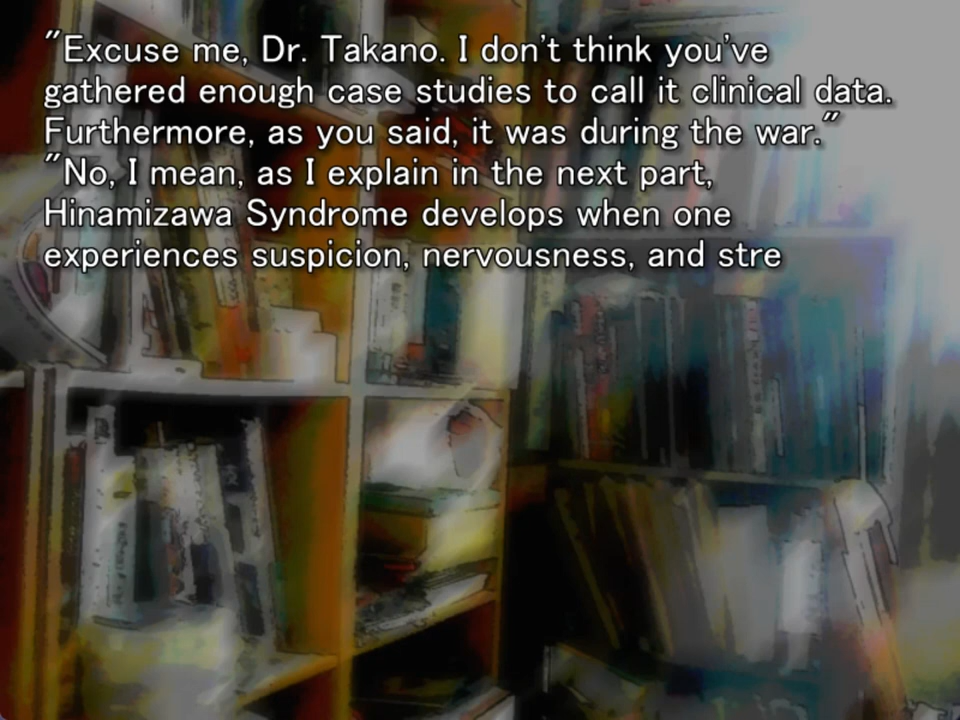 "Excuse me, Dr. Takano. I don't think you've
gathered enough case studies to call it clinical data.
Furthermore, as you said, it was during the war."
"No, I mean, as I explain in the next part,
Hinamizawa Syndrome develops when one
experiences suspicion, nervousness, and stre